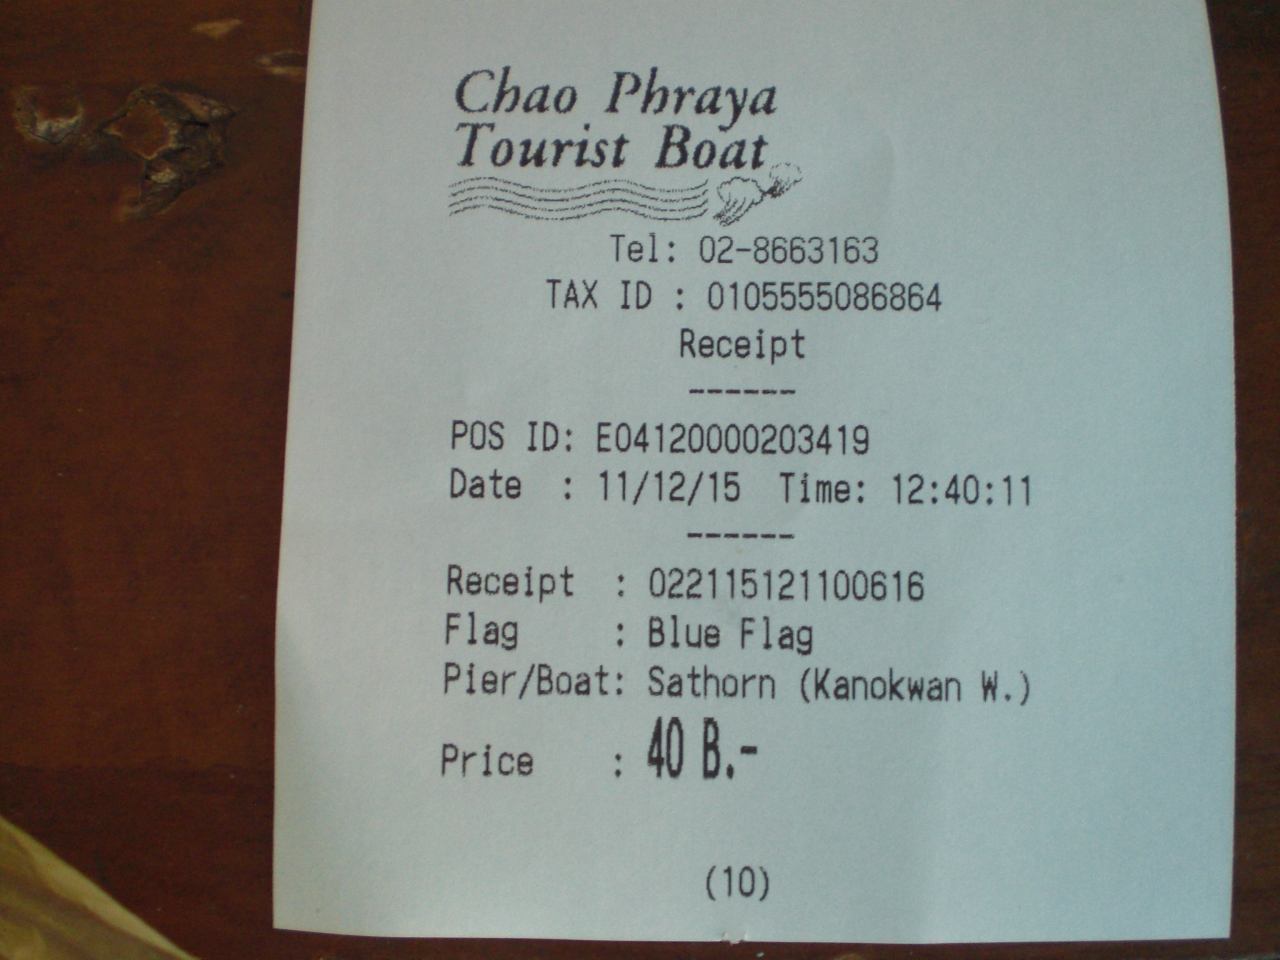 Chao Phraya
Tourist Boat
Tel: 02-8663163
TAX ID : 0105555086864
Receipt
------
POS ID: E04120000203419
Date : 11/12/15 Time: 12:40:11
------
Receipt : 022115121100616
Flag : Blue Flag
Pier/Boat: Sathorn (Kanokwan W.)
Price : 40 B.-
(10)